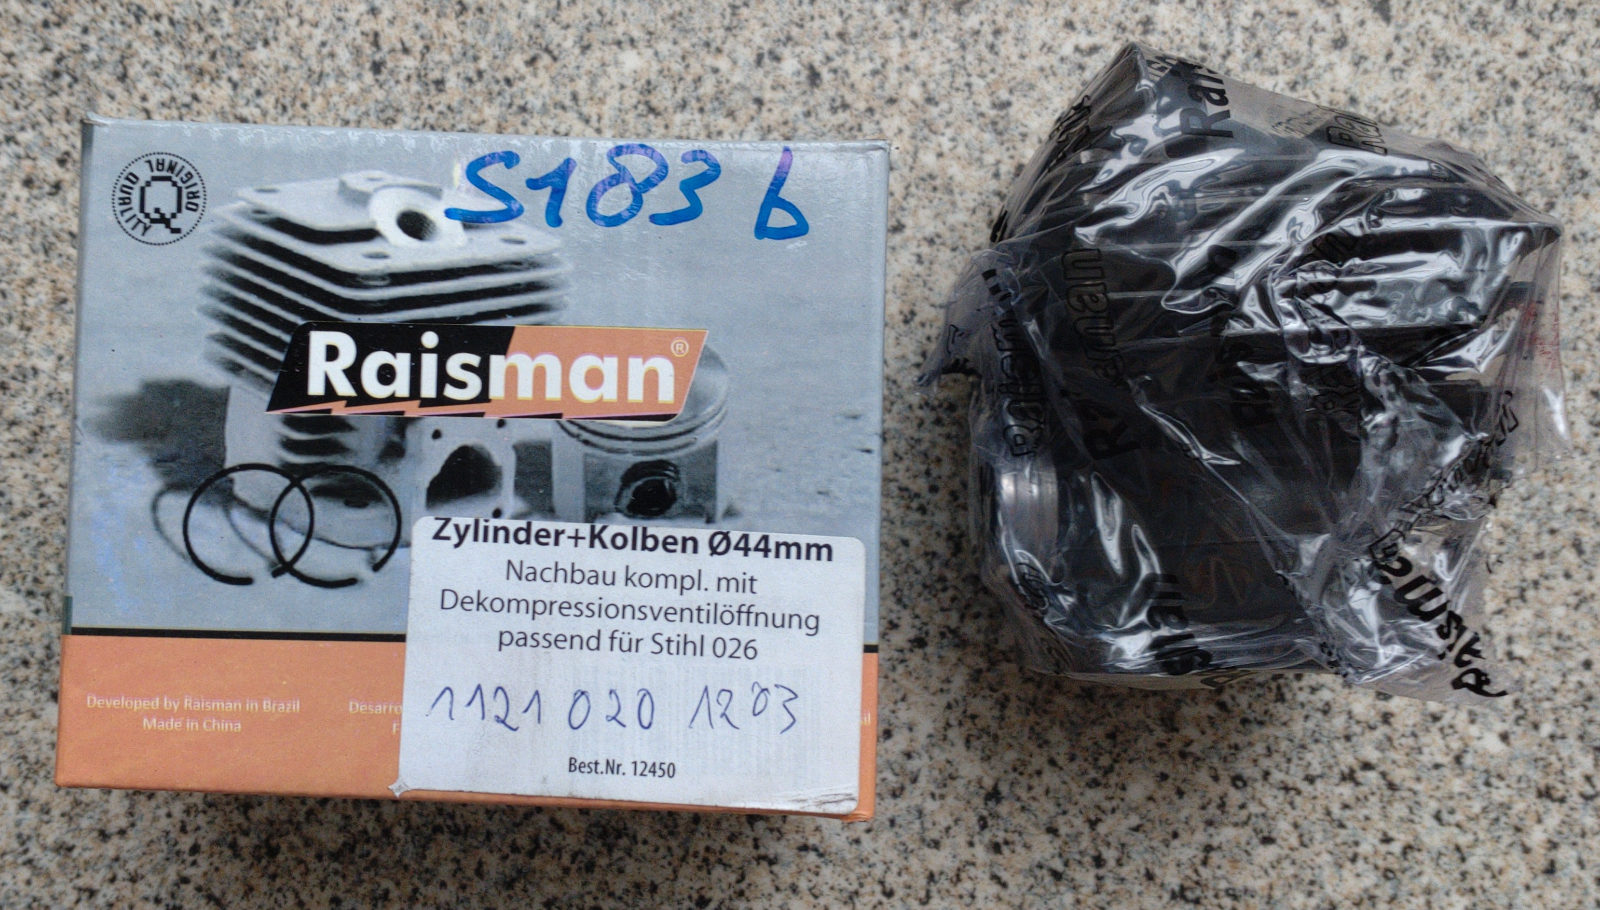 ORIGINAL QUALITY
Q
S183 b
Raisman®
Zylinder+Kolben Ø44mm
Nachbau kompl. mit
Dekompressionsventilöffnung
passend für Stihl 026
1121 020 1203
Best.Nr. 12450
Developed by Raisman in Brazil
Made in China
Raisman
Raisman
Raisman
Raisman